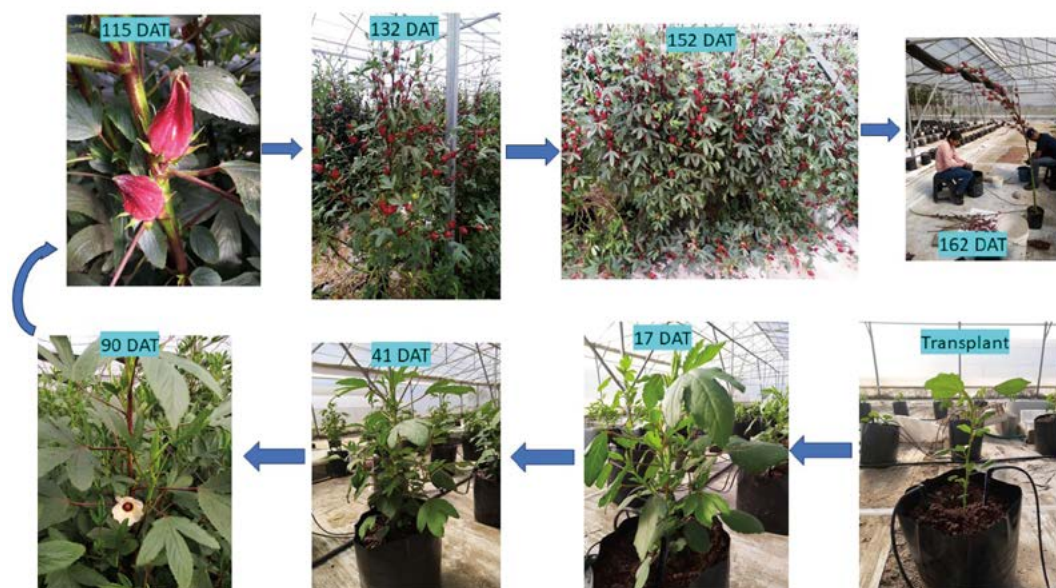 115 DAT
132 DAT
152 DAT
162 DAT
90 DAT
41 DAT
17 DAT
Transplant